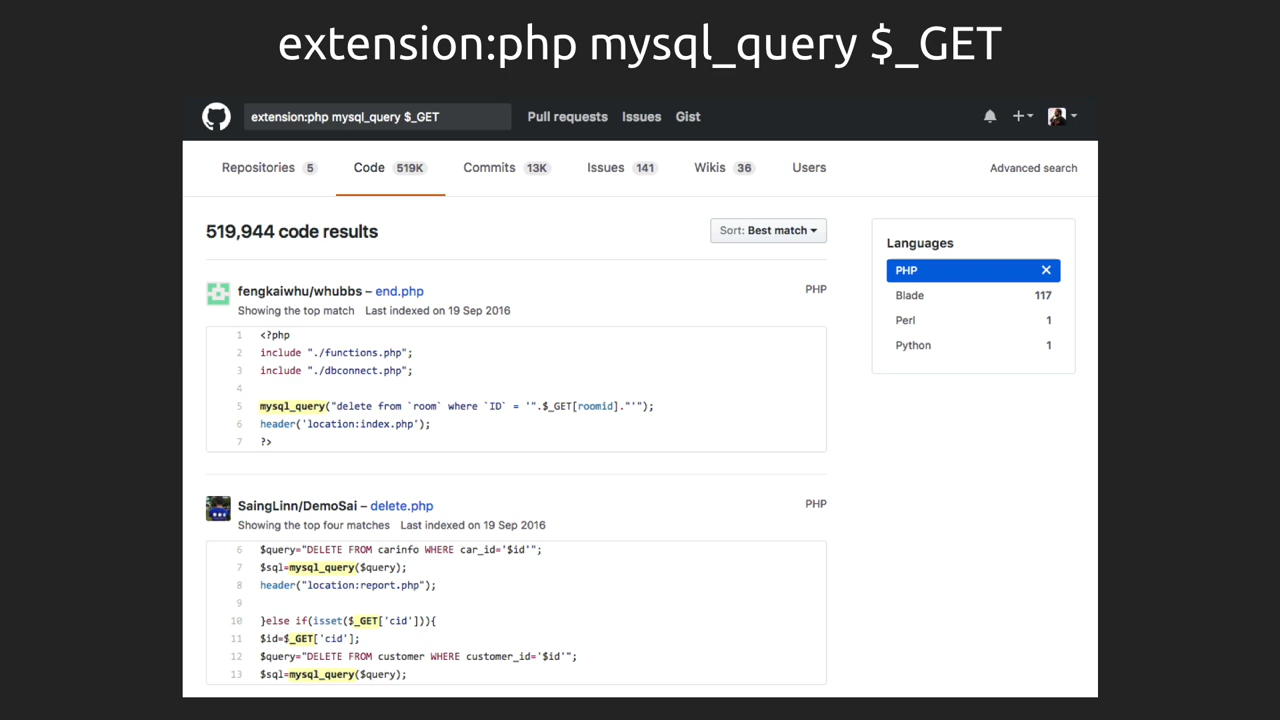 extension:php mysql_query $_GET
extension:php mysql_query $_GET Pull requests Issues Gist
Repositories 5 Code 519K Commits 13K Issues 141 Wikis 36 Users Advanced search
519,944 code results Sort: Best match
Languages
PHP
Blade 117
Perl 1
Python 1
fengkaiwhu/whubbs – end.php PHP
Showing the top match Last indexed on 19 Sep 2016
1 <?php
2 include "./functions.php";
3 include "./dbconnect.php";
4
5 mysql_query("delete from `room` where `ID` = '".$_GET[roomid]."'");
6 header('location:index.php');
7 ?>
SaingLinn/DemoSai – delete.php PHP
Showing the top four matches Last indexed on 19 Sep 2016
6 $query="DELETE FROM carinfo WHERE car_id='$id'";
7 $sql=mysql_query($query);
8 header("location:report.php");
9
10 }else if(isset($_GET['cid'])){
11 $id=$_GET['cid'];
12 $query="DELETE FROM customer WHERE customer_id='$id'";
13 $sql=mysql_query($query);